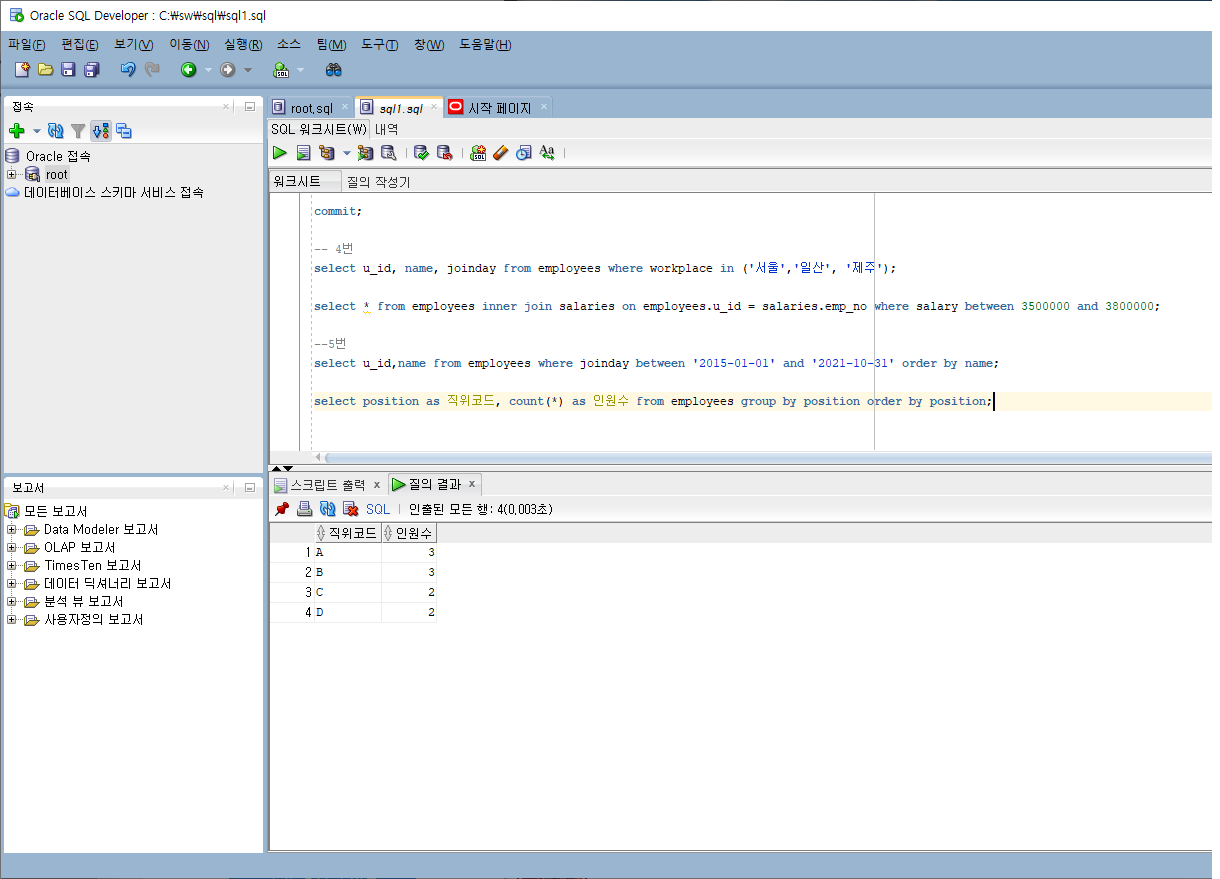 Oracle SQL Developer : C:₩sw₩sql₩sql1.sql
파일(F) 편집(E) 보기(V) 이동(N) 실행(R) 소스 팀(M) 도구(T) 창(W) 도움말(H)
접속
Oracle 접속
root
데이터베이스 스키마 서비스 접속
root.sql sql1.sql 시작 페이지
SQL 워크시트(W) 내역
워크시트 질의 작성기
commit;
-- 4번
select u_id, name, joinday from employees where workplace in ('서울','일산', '제주');
select * from employees inner join salaries on employees.u_id = salaries.emp_no where salary between 3500000 and 3800000;
--5번
select u_id,name from employees where joinday between '2015-01-01' and '2021-10-31' order by name;
select position as 직위코드, count(*) as 인원수 from employees group by position order by position;
보고서
모든 보고서
Data Modeler 보고서
OLAP 보고서
TimesTen 보고서
데이터 딕셔너리 보고서
분석 뷰 보고서
사용자정의 보고서
스크립트 출력 x 질의 결과 x
SQL | 인출된 모든 행: 4(0,003초)
직위코드 인원수
1 A 3
2 B 3
3 C 2
4 D 2